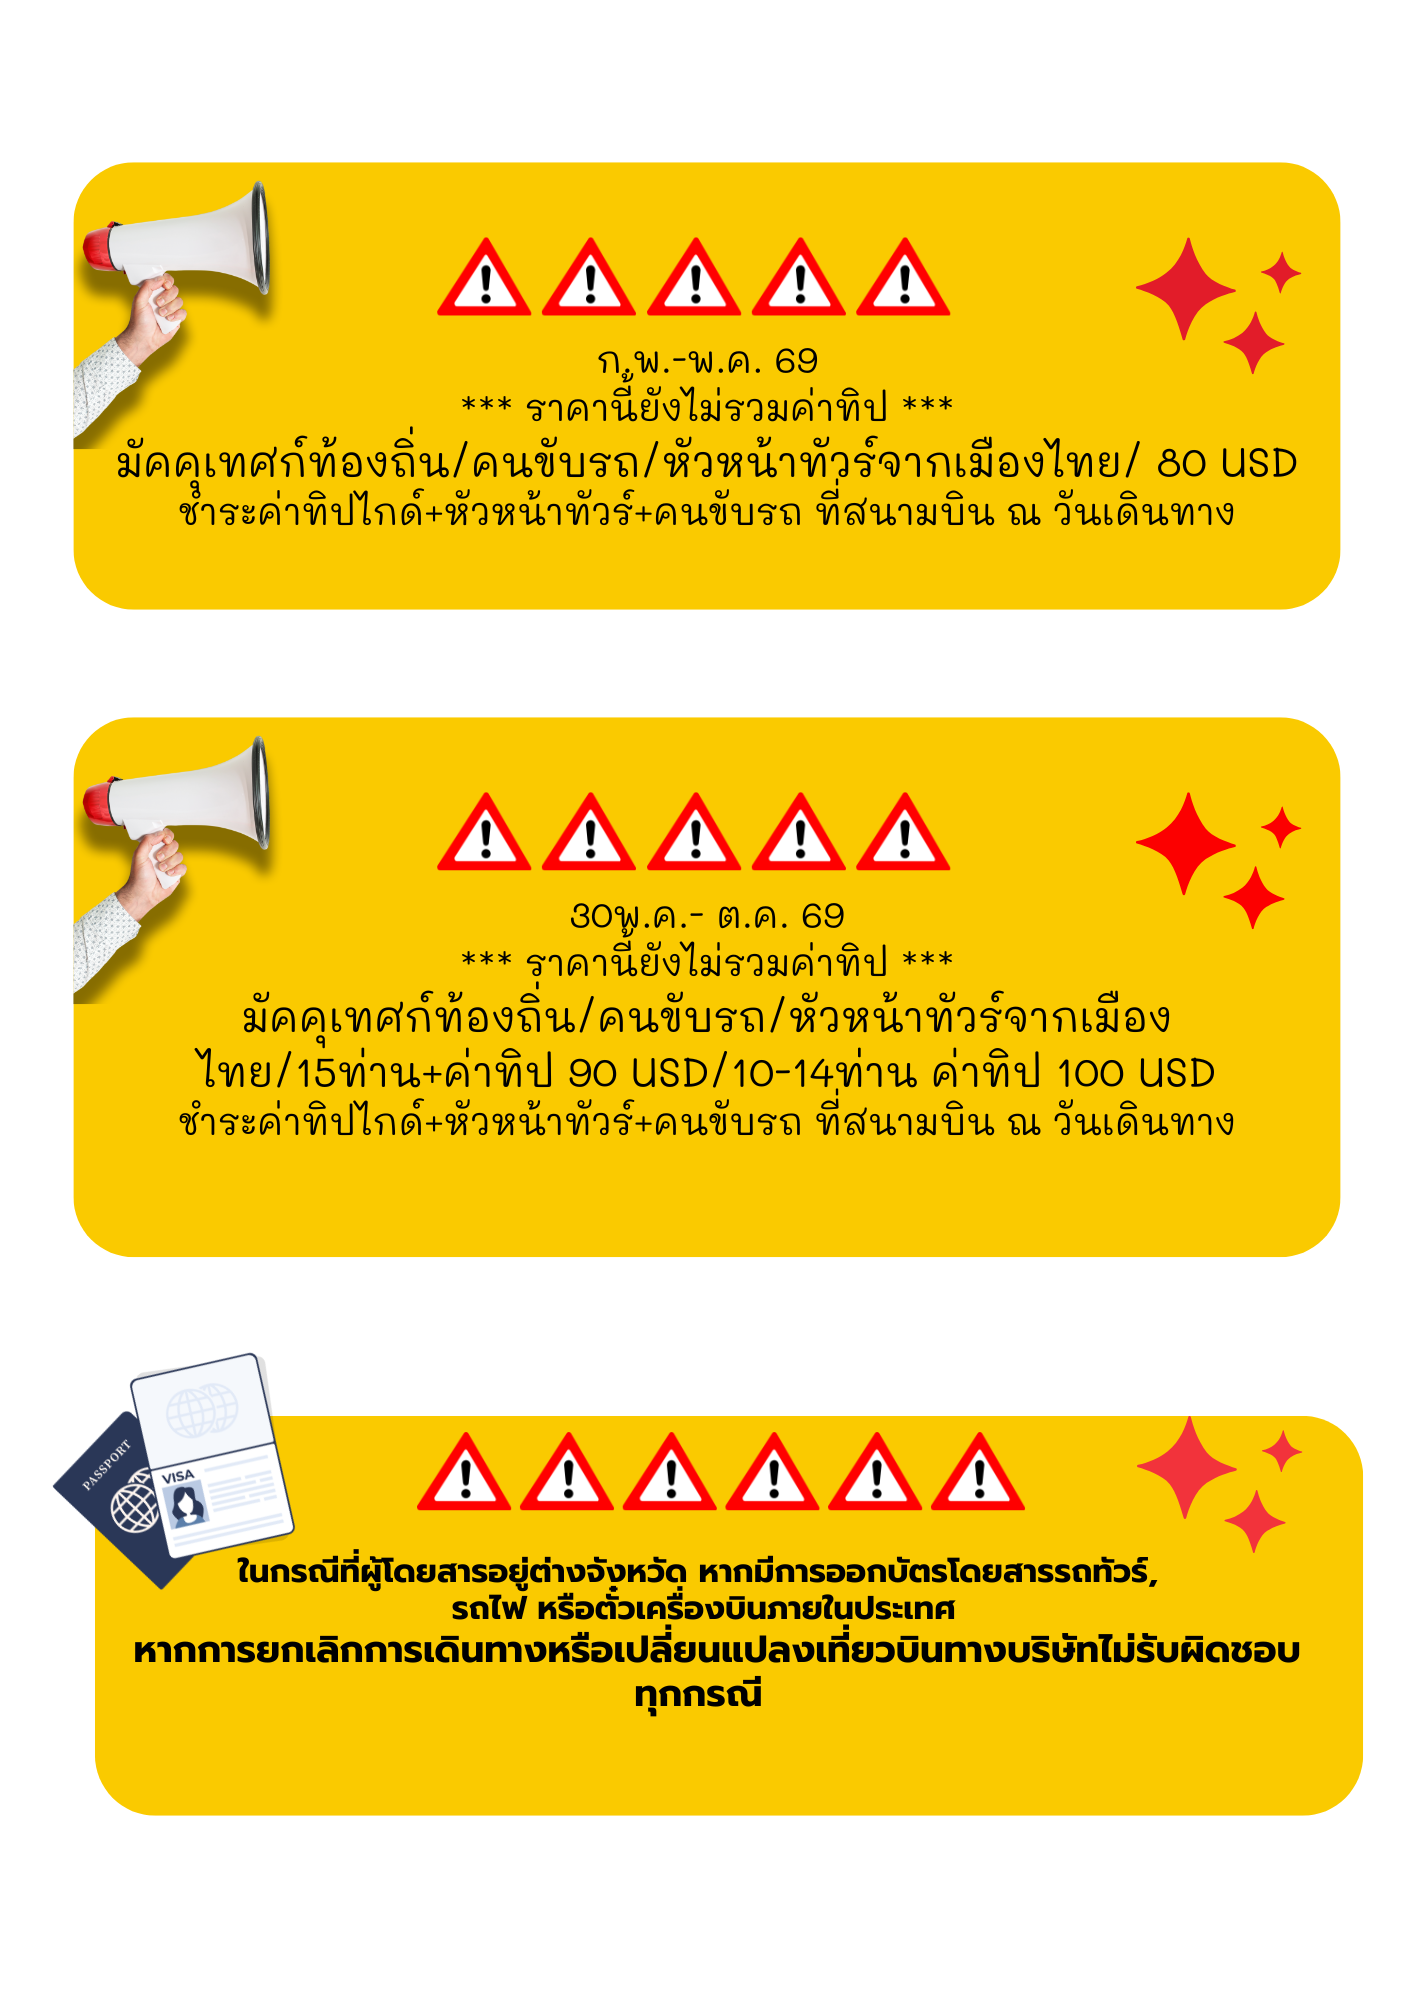 ก.พ.-พ.ค. 69
*** ราคานี้ยังไม่รวมค่าทิป ***
มัคคุเทศก์ท้องถิ่น/คนขับรถ/หัวหน้าทัวร์จากเมืองไทย/ 80 USD
ชำระค่าทิปไกด์+หัวหน้าทัวร์+คนขับรถ ที่สนามบิน ณ วันเดินทาง
30พ.ค.- ต.ค. 69
*** ราคานี้ยังไม่รวมค่าทิป ***
มัคคุเทศก์ท้องถิ่น/คนขับรถ/หัวหน้าทัวร์จากเมือง
ไทย/15ท่าน+ค่าทิป 90 USD/10-14ท่าน ค่าทิป 100 USD
ชำระค่าทิปไกด์+หัวหน้าทัวร์+คนขับรถ ที่สนามบิน ณ วันเดินทาง
PASSPORT
VISA
ในกรณีที่ผู้โดยสารอยู่ต่างจังหวัด หากมีการออกบัตรโดยสารรถทัวร์,
รถไฟ หรือตั๋วเครื่องบินภายในประเทศ
หากการยกเลิกการเดินทางหรือเปลี่ยนแปลงเที่ยวบินทางบริษัทไม่รับผิดชอบ
ทุกกรณี